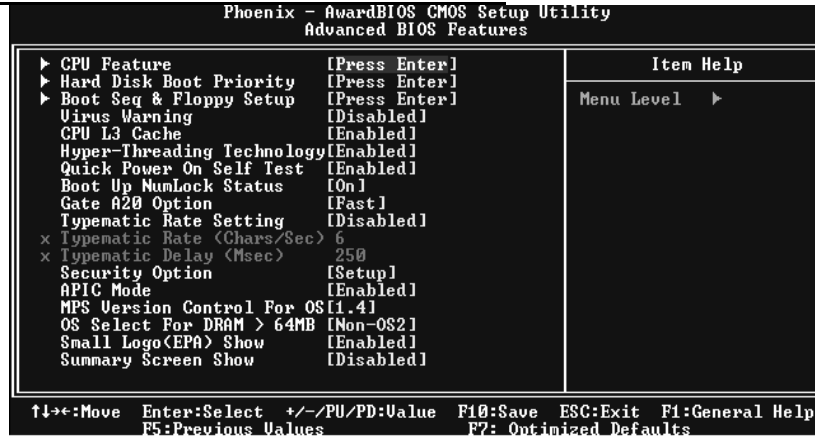 Phoenix - AwardBIOS CMOS Setup Utility
Advanced BIOS Features
▶ CPU Feature [Press Enter]
▶ Hard Disk Boot Priority [Press Enter]
▶ Boot Seq & Floppy Setup [Press Enter]
Virus Warning [Disabled]
CPU L3 Cache [Enabled]
Hyper-Threading Technology[Enabled]
Quick Power On Self Test [Enabled]
Boot Up NumLock Status [On]
Gate A20 Option [Fast]
Typematic Rate Setting [Disabled]
x Typematic Rate (Chars/Sec) 6
x Typematic Delay (Msec) 250
Security Option [Setup]
APIC Mode [Enabled]
MPS Version Control For OS[1.4]
OS Select For DRAM > 64MB [Non-OS2]
Small Logo(EPA) Show [Enabled]
Summary Screen Show [Disabled]
Item Help
Menu Level ▶
↑↓→←:Move Enter:Select +/-/PU/PD:Value F10:Save ESC:Exit F1:General Help
F5:Previous Values F7: Optimized Defaults